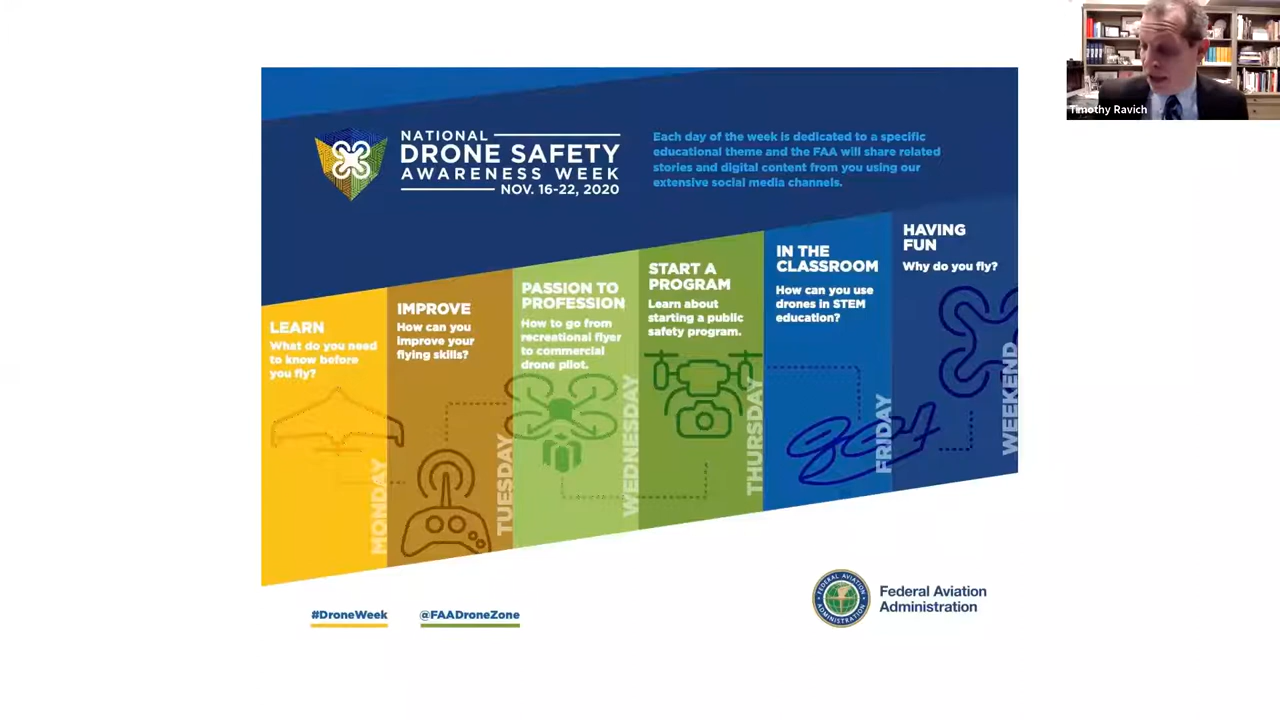 Timothy Ravich
NATIONAL
DRONE SAFETY
AWARENESS WEEK
NOV. 16-22, 2020
Each day of the week is dedicated to a specific
educational theme and the FAA will share related
stories and digital content from you using our
extensive social media channels.
LEARN
What do you need
to know before
you fly?
MONDAY
IMPROVE
How can you
improve your
flying skills?
TUESDAY
PASSION TO
PROFESSION
How to go from
recreational flyer
to commercial
drone pilot.
WEDNESDAY
START A
PROGRAM
Learn about
starting a public
safety program.
THURSDAY
IN THE
CLASSROOM
How can you use
drones in STEM
education?
FRIDAY
HAVING
FUN
Why do you fly?
WEEKEND
#DroneWeek
@FAADroneZone
FEDERAL AVIATION
ADMINISTRATION
Federal Aviation
Administration